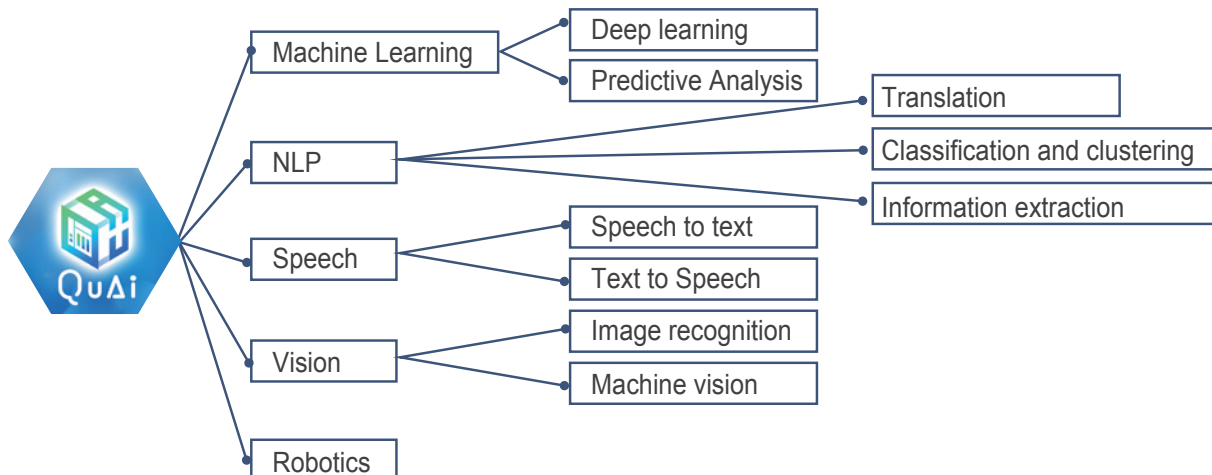 Machine Learning
Deep learning
Predictive Analysis
NLP
Translation
Classification and clustering
Information extraction
QuAi
Speech
Speech to text
Text to Speech
Vision
Image recognition
Machine vision
Robotics